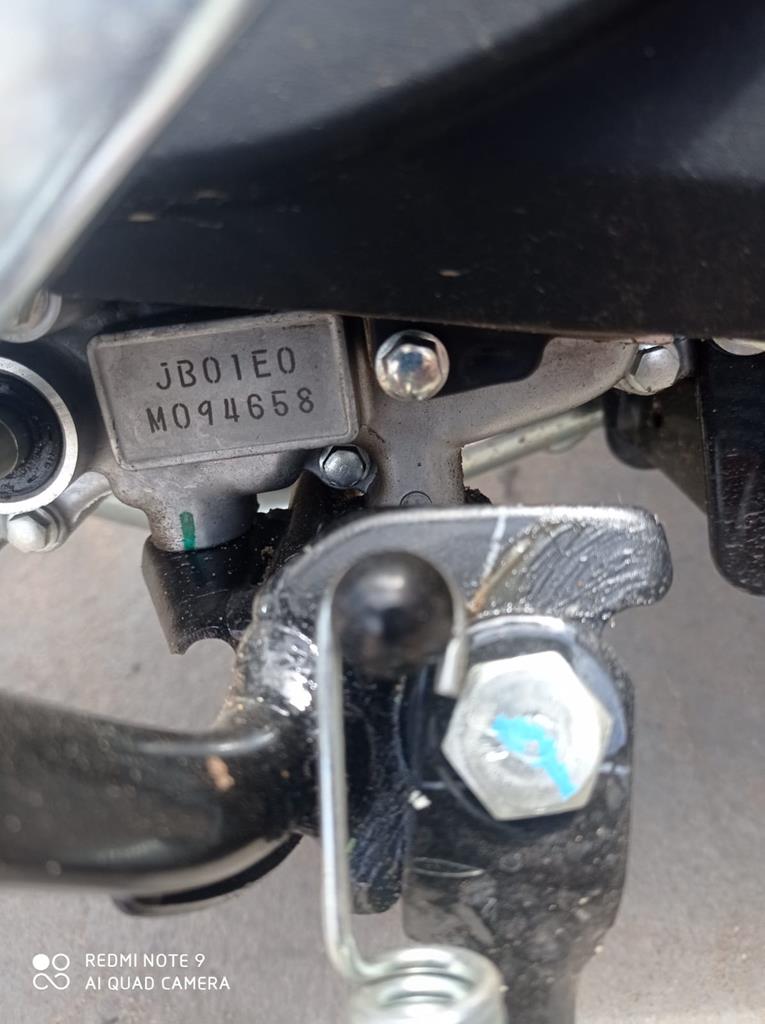 JB01E0
M094658
REDMI NOTE 9
AI QUAD CAMERA